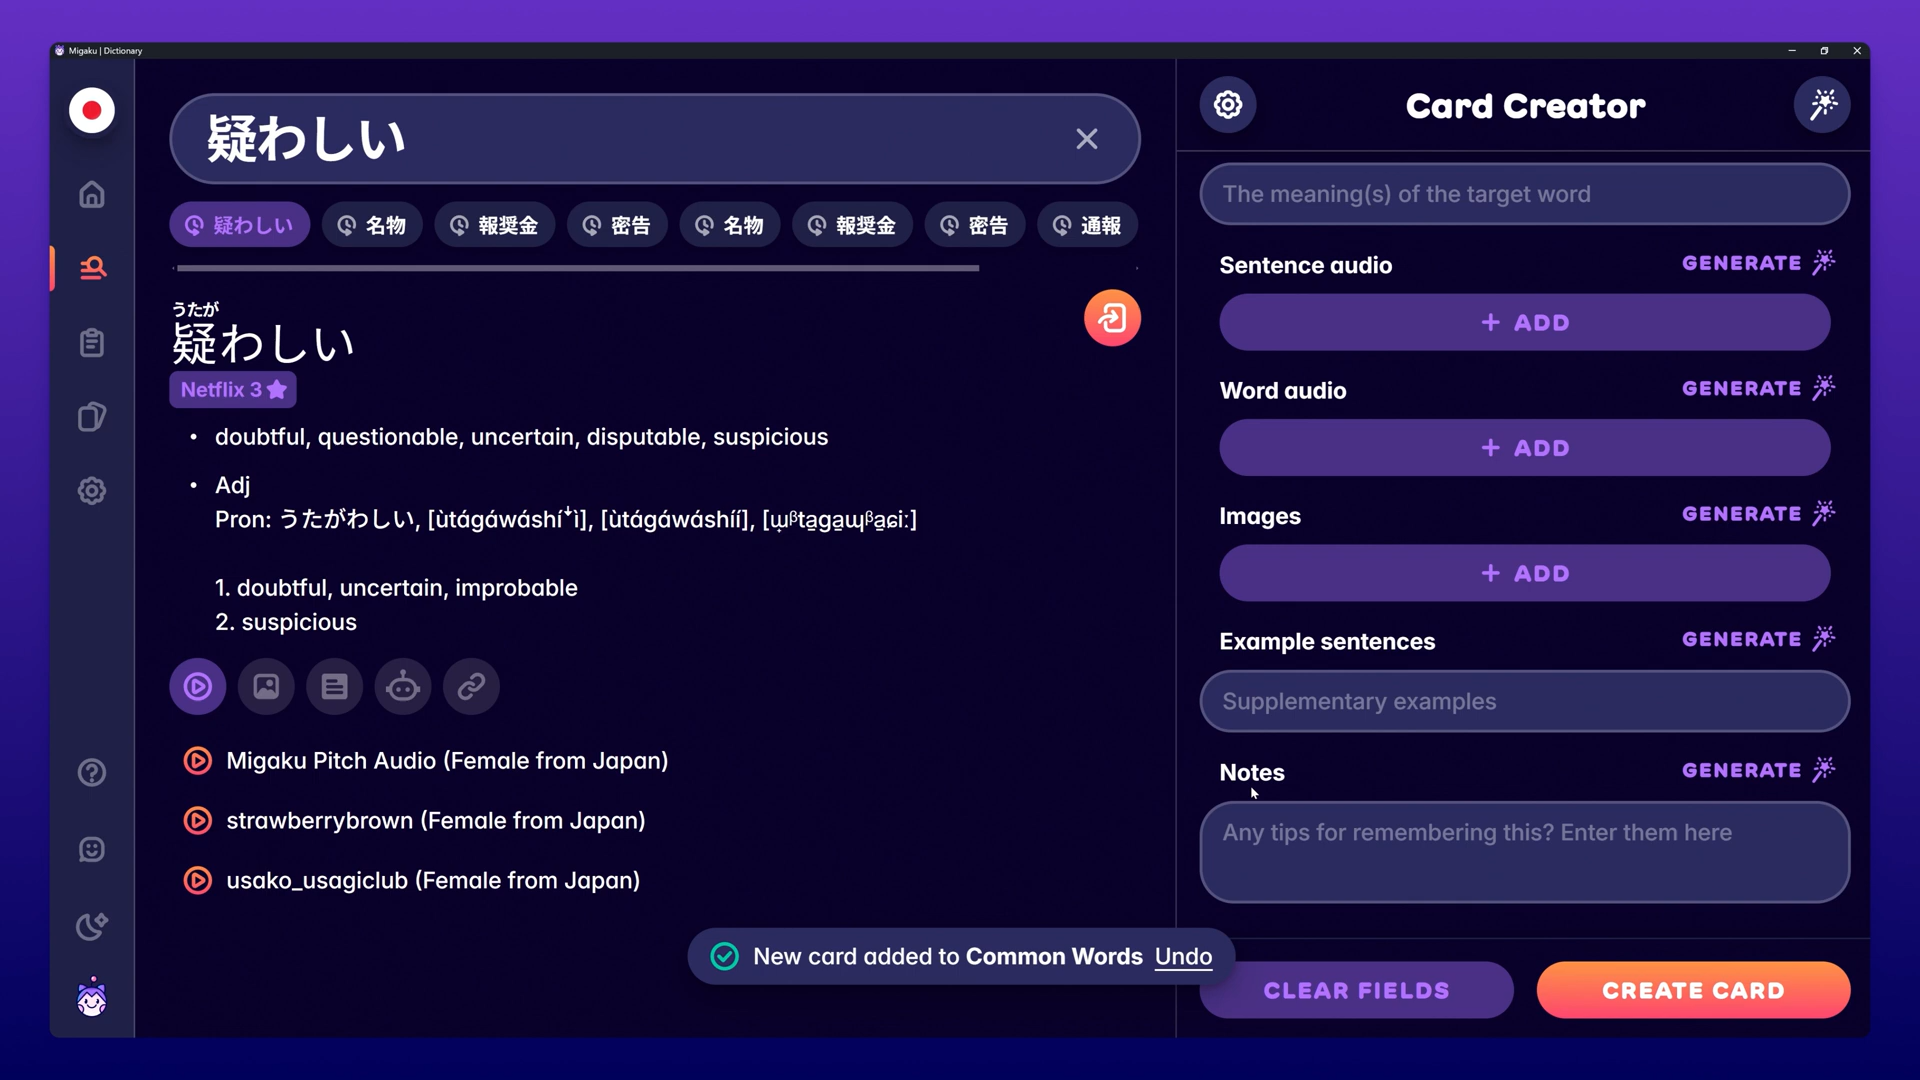 Migaku | Dictionary
疑わしい
疑わしい 名物 報奨金 密告 名物 報奨金 密告 通報
うたが
疑わしい
Netflix 3
• doubtful, questionable, uncertain, disputable, suspicious
• Adj
Pron: うたがわしい, [ùtágáwáshíꜜì], [ùtágáwáshíí], [ɯ̟ᵝta̠ɡa̠ɰᵝa̠ɕiː]
1. doubtful, uncertain, improbable
2. suspicious
Migaku Pitch Audio (Female from Japan)
strawberrybrown (Female from Japan)
usako_usagiclub (Female from Japan)
Card Creator
The meaning(s) of the target word
Sentence audio GENERATE
+ ADD
Word audio GENERATE
+ ADD
Images GENERATE
+ ADD
Example sentences GENERATE
Supplementary examples
Notes GENERATE
Any tips for remembering this? Enter them here
New card added to Common Words Undo
CLEAR FIELDS CREATE CARD